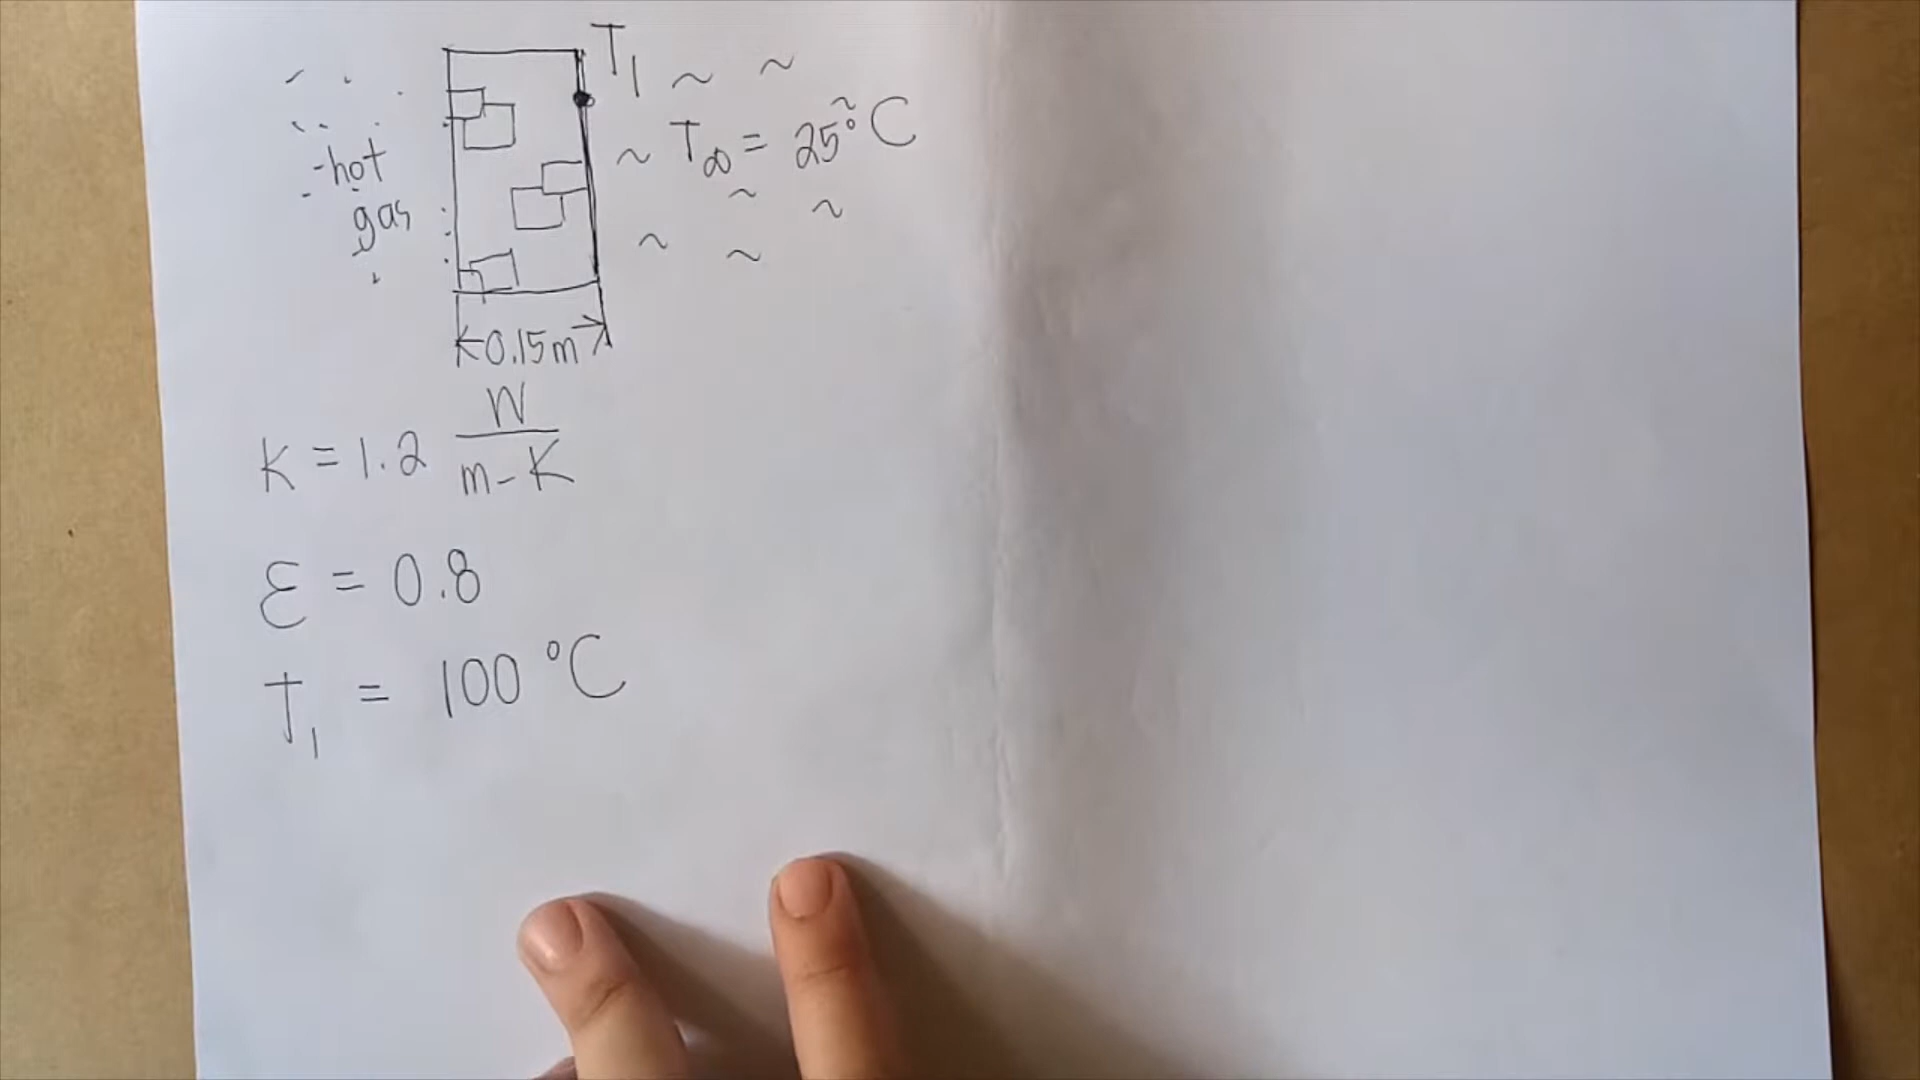 T₁
T∞ = 25°C
hot
gas
0.15m
K = 1.2 W/m-K
ε = 0.8
T₁ = 100 °C